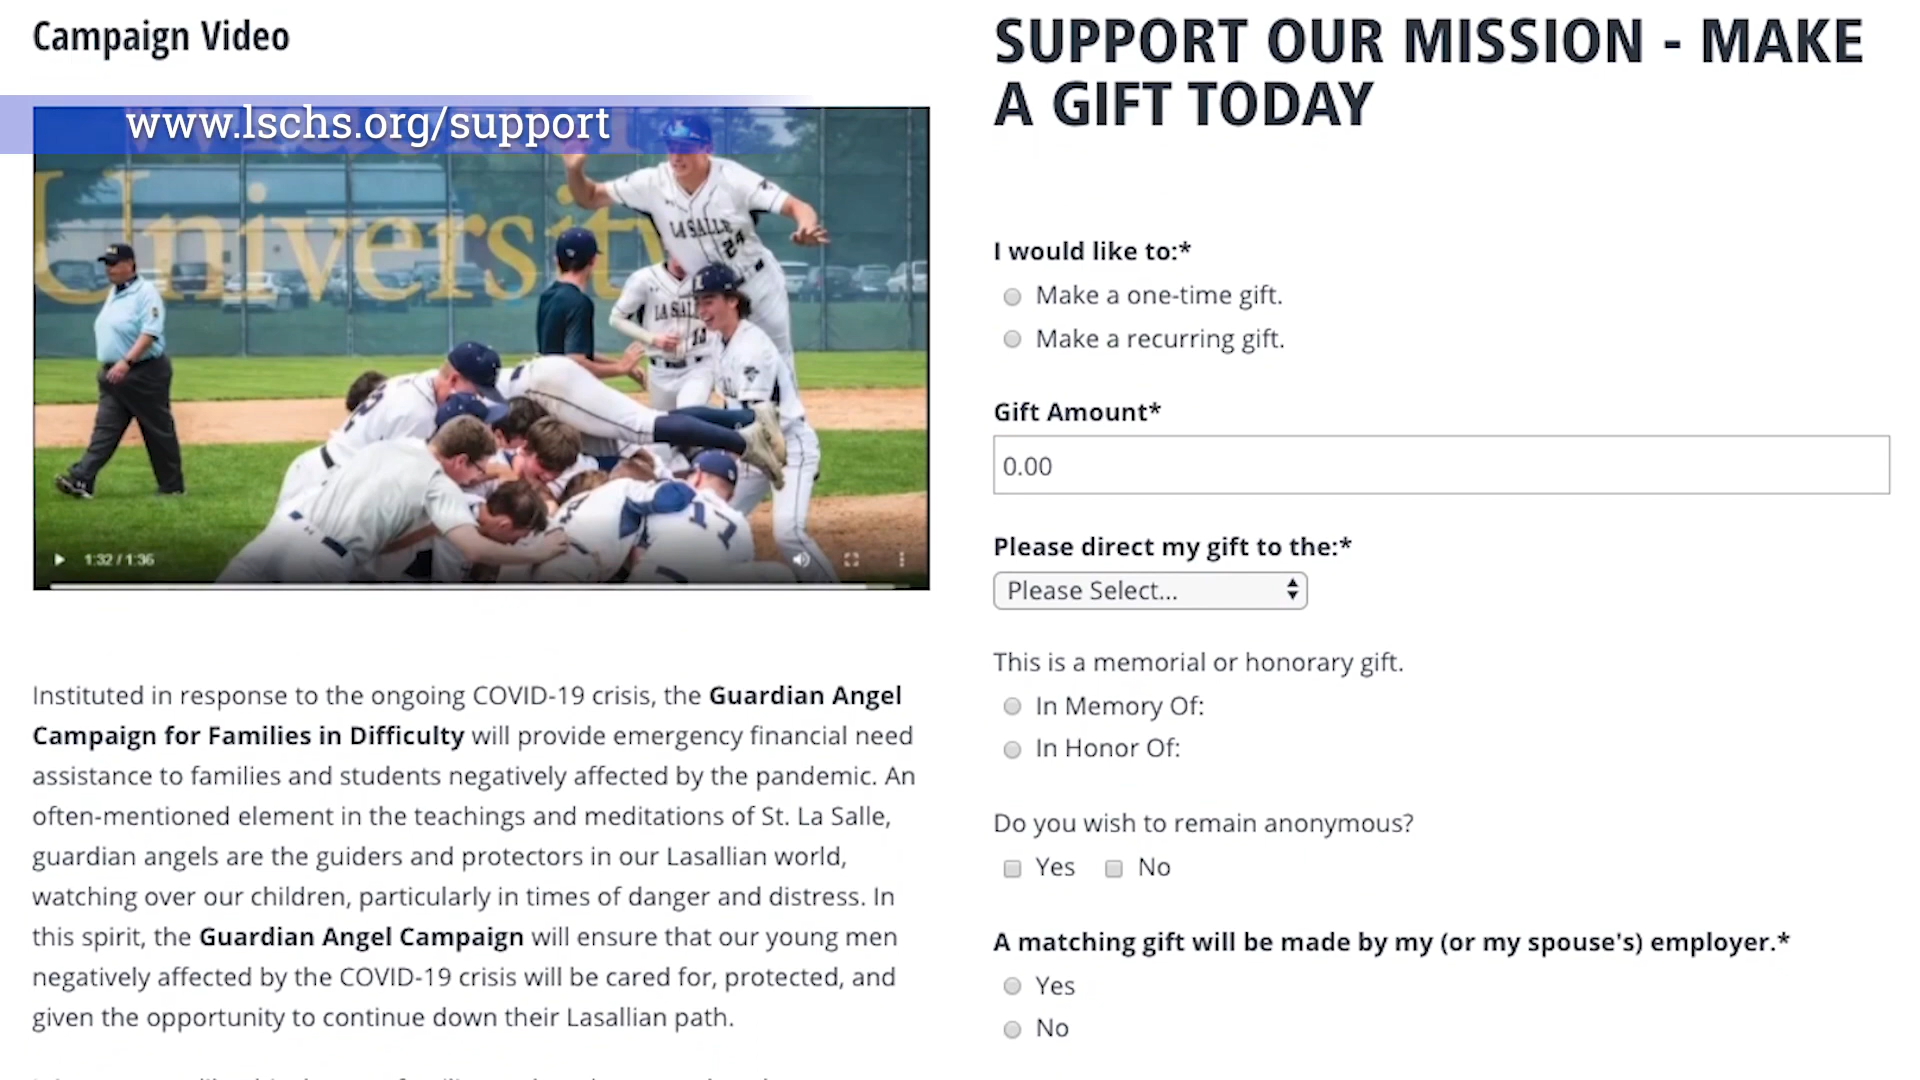 Campaign Video
www.lschs.org/support
University
LA SALLE
24
LA SAL
13
17
1:32 / 1:36
Instituted in response to the ongoing COVID-19 crisis, the Guardian Angel
Campaign for Families in Difficulty will provide emergency financial need
assistance to families and students negatively affected by the pandemic. An
often-mentioned element in the teachings and meditations of St. La Salle,
guardian angels are the guiders and protectors in our Lasallian world,
watching over our children, particularly in times of danger and distress. In
this spirit, the Guardian Angel Campaign will ensure that our young men
negatively affected by the COVID-19 crisis will be cared for, protected, and
given the opportunity to continue down their Lasallian path.
SUPPORT OUR MISSION - MAKE
A GIFT TODAY
I would like to:*
Make a one-time gift.
Make a recurring gift.
Gift Amount*
0.00
Please direct my gift to the:*
Please Select...
This is a memorial or honorary gift.
In Memory Of:
In Honor Of:
Do you wish to remain anonymous?
Yes No
A matching gift will be made by my (or my spouse's) employer.*
Yes
No